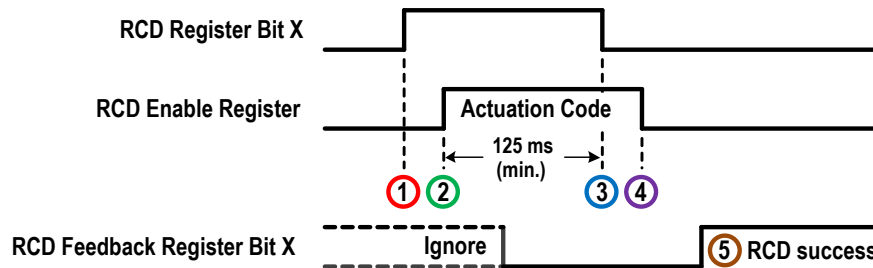 RCD Register Bit X
RCD Enable Register
Actuation Code
125 ms
(min.)
1 2 3 4
RCD Feedback Register Bit X
Ignore
5 RCD success